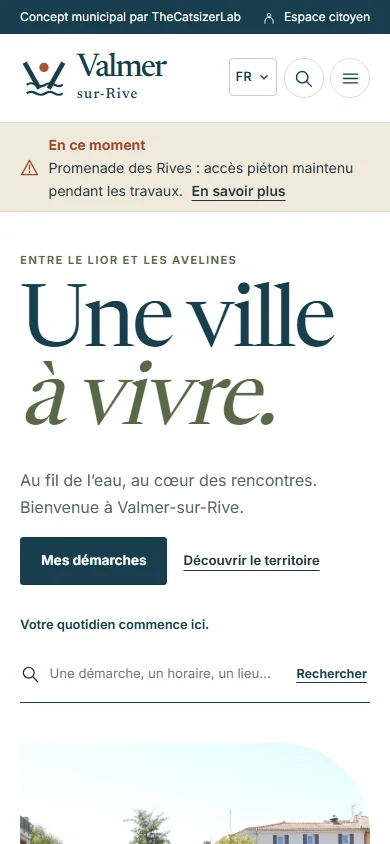 Concept municipal par TheCatsizerLab
Espace citoyen
Valmer
sur-Rive
FR
En ce moment
Promenade des Rives : accès piéton maintenu
pendant les travaux. En savoir plus
ENTRE LE LIOR ET LES AVELINES
Une ville
à vivre.
Au fil de l’eau, au cœur des rencontres.
Bienvenue à Valmer-sur-Rive.
Mes démarches
Découvrir le territoire
Votre quotidien commence ici.
Une démarche, un horaire, un lieu...
Rechercher